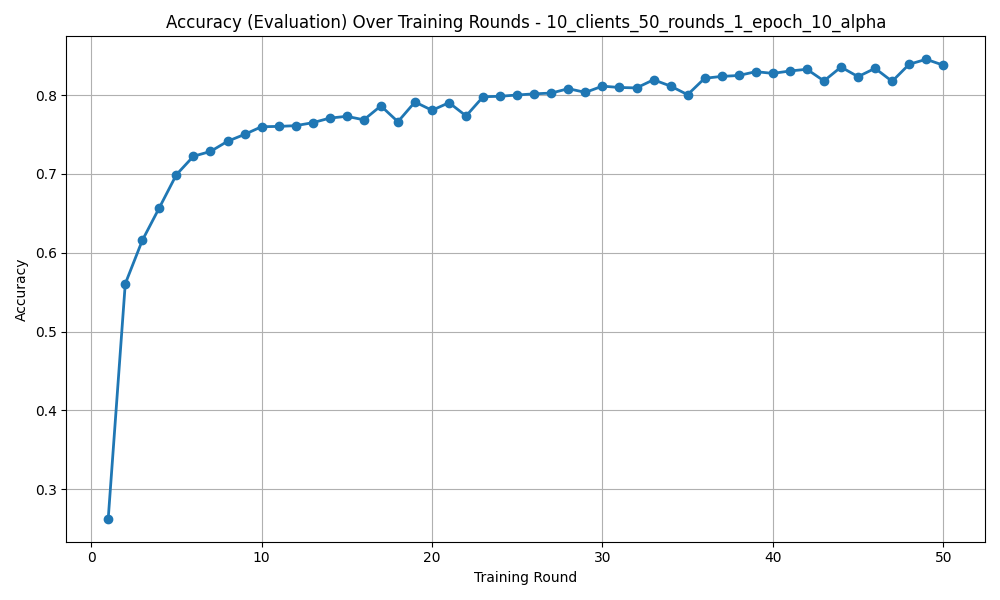 Accuracy (Evaluation) Over Training Rounds - 10_clients_50_rounds_1_epoch_10_alpha
Accuracy
0.8
0.7
0.6
0.5
0.4
0.3
0 10 20 30 40 50
Training Round